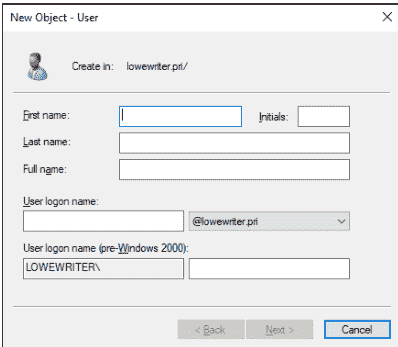 New Object - User
Create in: lowewriter.pri/
First name:
Initials:
Last name:
Full name:
User logon name:
@lowewriter.pri
User logon name (pre-Windows 2000):
LOWEWRITER\
< Back Next > Cancel